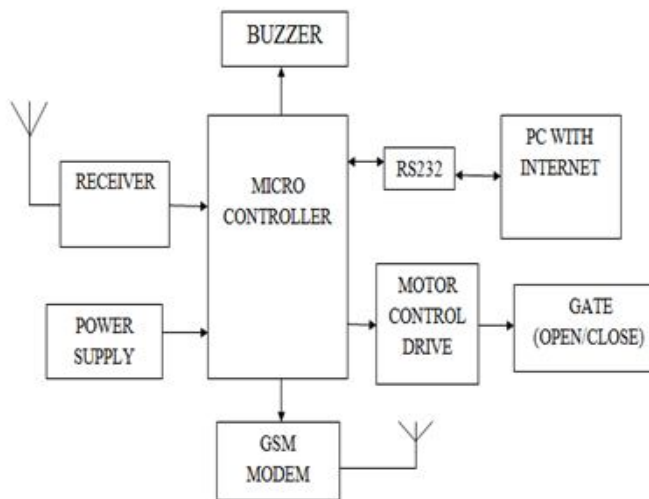 BUZZER
RECEIVER
MICRO
CONTROLLER
RS232
PC WITH
INTERNET
POWER
SUPPLY
MOTOR
CONTROL
DRIVE
GATE
(OPEN/CLOSE)
GSM
MODEM